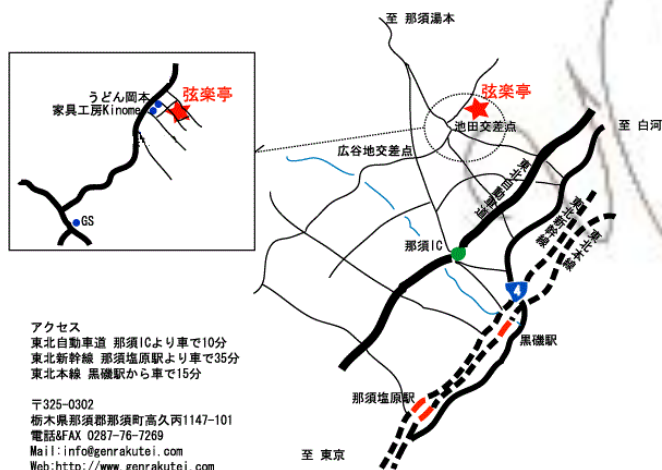 至 那須湯本
弦楽亭
うどん岡本
家具工房Kinome
弦楽亭
池田交差点
至 白河
広谷地交差点
東北自動車道
GS
那須IC
東北新幹線
東北本線
4
黒磯駅
アクセス
東北自動車道 那須ICより車で10分
東北新幹線 那須塩原駅より車で35分
東北本線 黒磯駅から車で15分
那須塩原駅
〒325-0302
栃木県那須郡那須町高久丙1147-101
電話&FAX 0287-76-7269
Mail:info@genrakutei.com
至 東京
Web:http://www.genrakutei.com